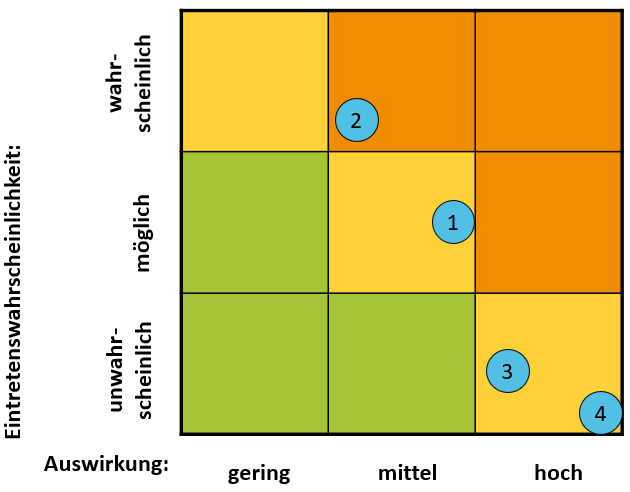 Eintretenswahrscheinlichkeit:
wahr-
scheinlich
möglich
unwahr-
scheinlich
2
1
3
4
Auswirkung:
gering
mittel
hoch